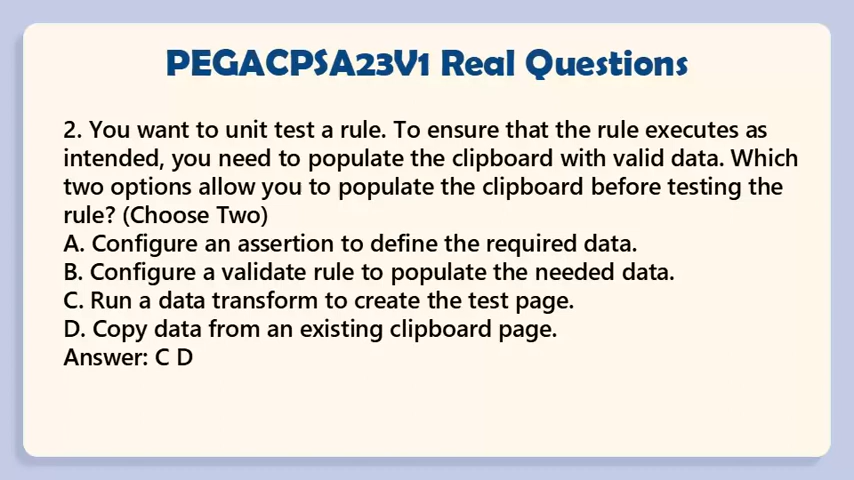 PEGACPSA23V1 Real Questions
2. You want to unit test a rule. To ensure that the rule executes as
intended, you need to populate the clipboard with valid data. Which
two options allow you to populate the clipboard before testing the
rule? (Choose Two)
A. Configure an assertion to define the required data.
B. Configure a validate rule to populate the needed data.
C. Run a data transform to create the test page.
D. Copy data from an existing clipboard page.
Answer: C D